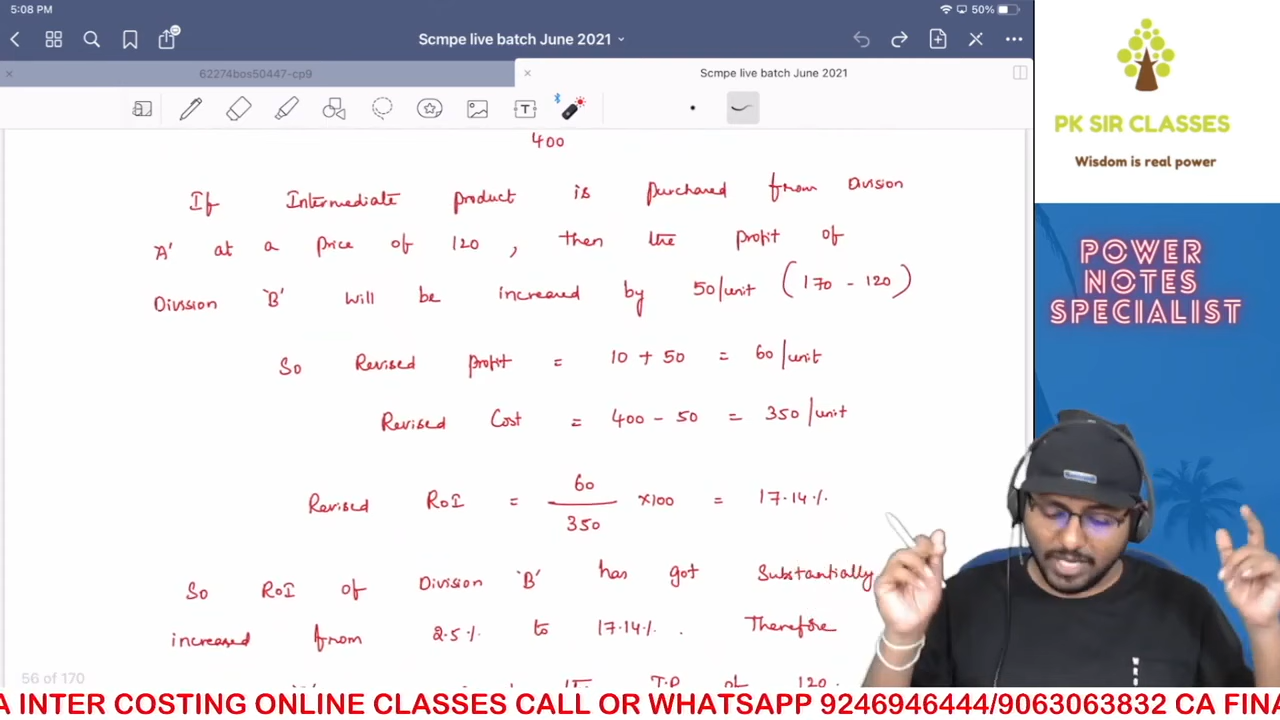 5:08 PM
50%
Scmpe live batch June 2021
62274bos50447-cp9
Scmpe live batch June 2021
400
If Intermediate product is purchased from Division
'A' at a price of 120 , then the profit of
Division 'B' will be increased by 50/unit (170 - 120)
So Revised profit = 10 + 50 = 60/unit
Revised Cost = 400 - 50 = 350/unit
Revised RoI = 60/350 x100 = 17.14%
So RoI of Division 'B' has got Substantially
increased from 2.5% to 17.14% . Therefore
T.P of 120
56 of 170
PK SIR CLASSES
Wisdom is real power
POWER
NOTES
SPECIALIST
A INTER COSTING ONLINE CLASSES CALL OR WHATSAPP 9246946444/9063063832 CA FINA